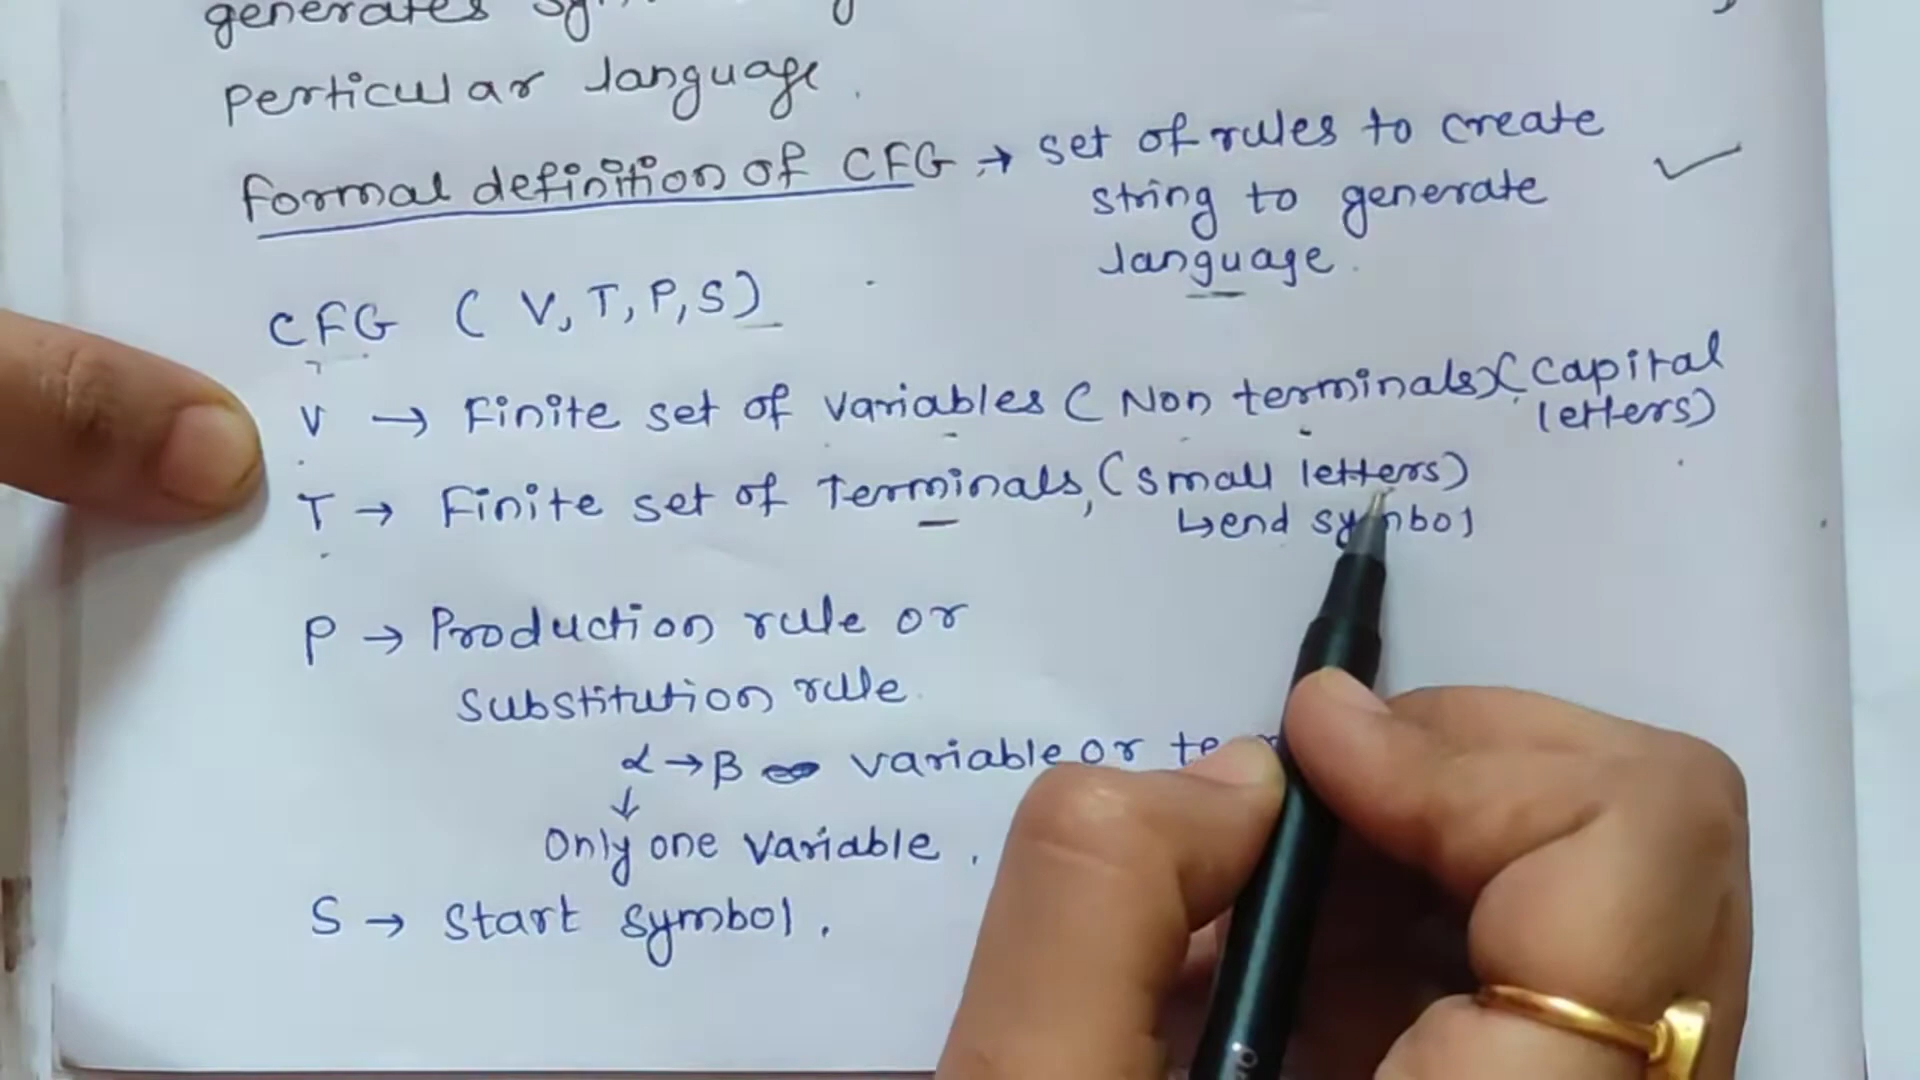 generates
perticular language.
formal definition of CFG → set of rules to create
string to generate
language.
CFG ( V, T, P, S )
V → Finite set of variables ( Non terminals) (Capital
letters)
T → Finite set of Terminals, (small letters)
↳ end symbol
P → Production rule or
Substitution rule.
α → β variable or
↓
Only one variable.
S → Start symbol.